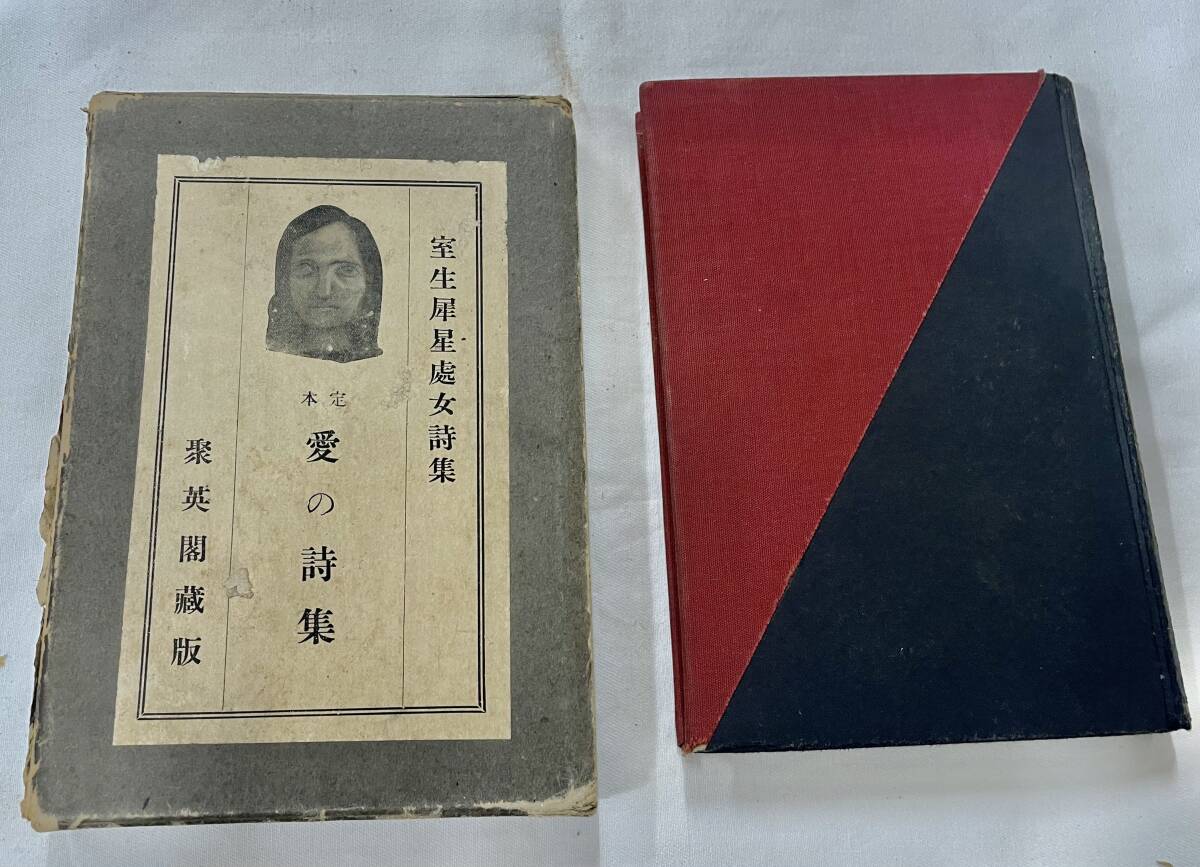 室生犀星處女詩集
定本
愛の詩集
聚英閣藏版